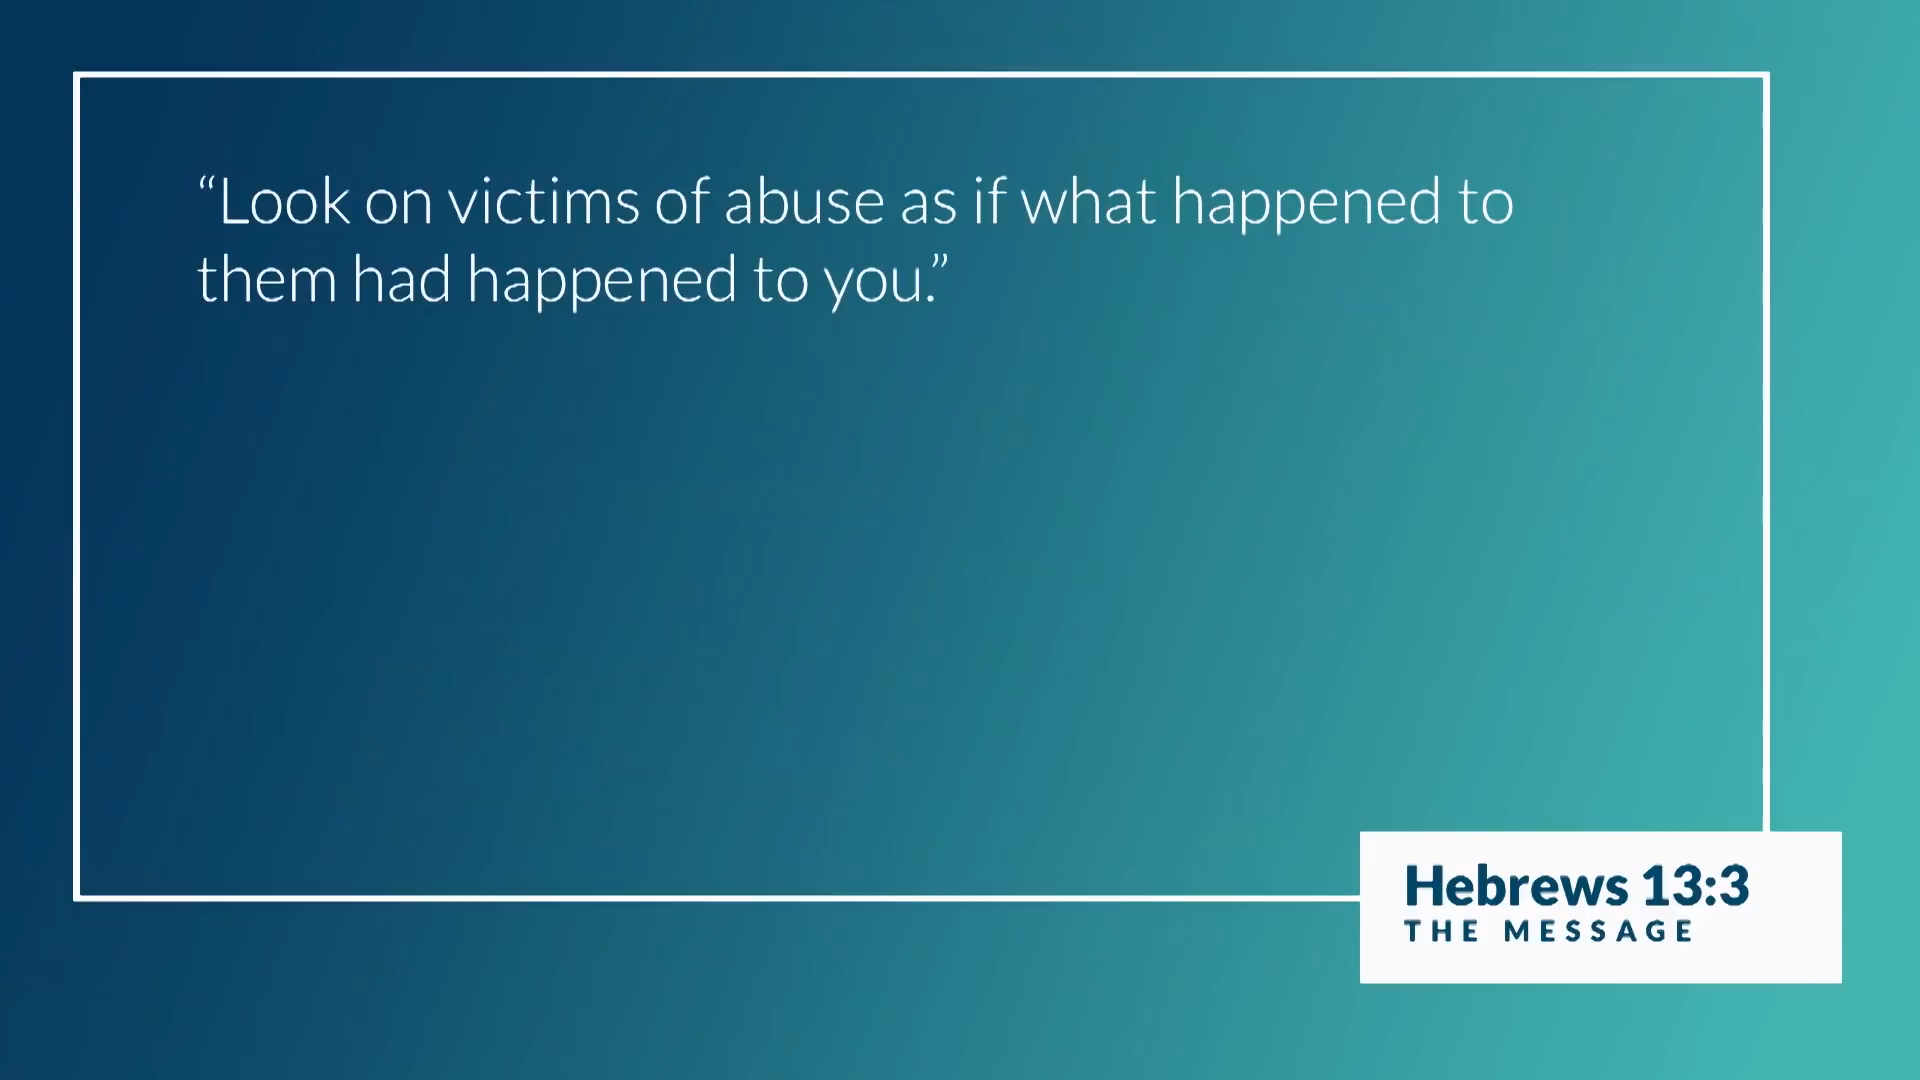 “Look on victims of abuse as if what happened to
them had happened to you.”
Hebrews 13:3
THE MESSAGE